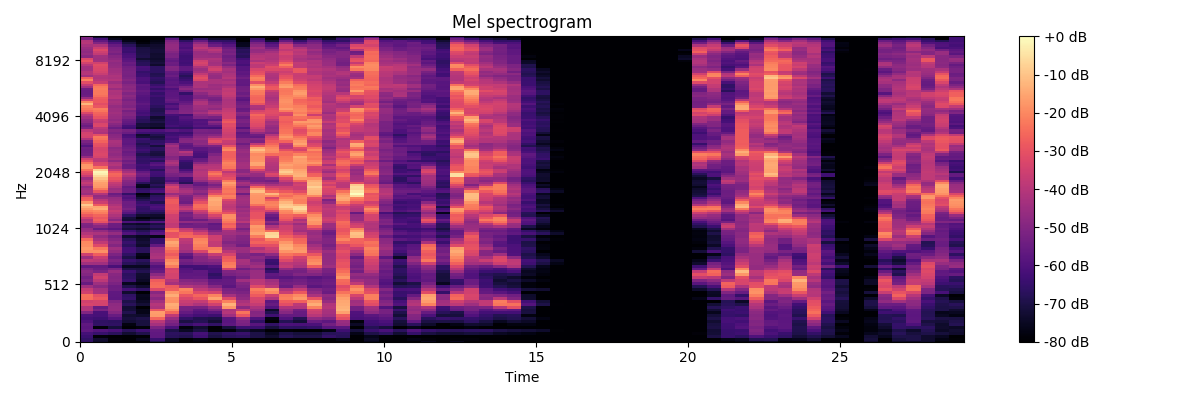 Mel spectrogram
8192
4096
2048
1024
512
0
Hz
0 5 10 15 20 25
Time
+0 dB
-10 dB
-20 dB
-30 dB
-40 dB
-50 dB
-60 dB
-70 dB
-80 dB